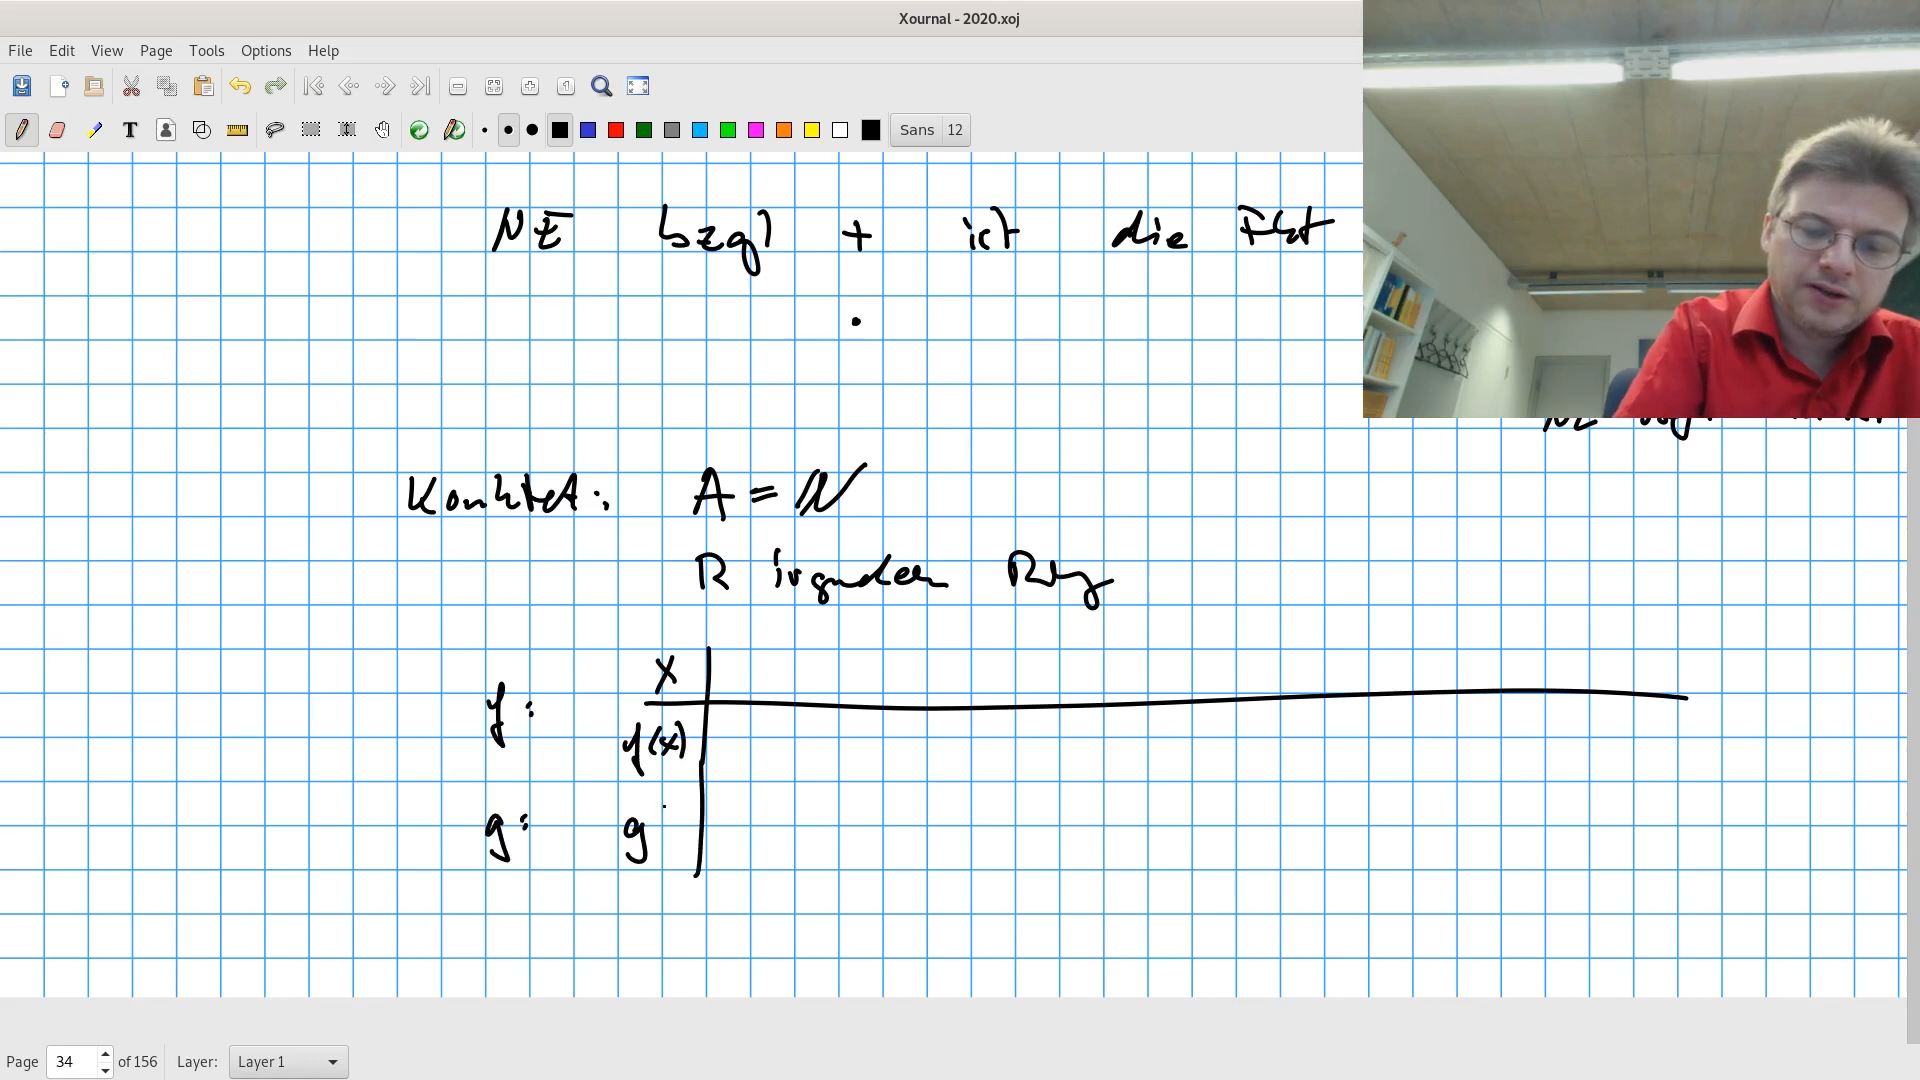 Xournal - 2020.xoj
File Edit View Page Tools Options Help
Sans 12
NE bzgl + ist die Fkt
·
Konkret: A = ℕ
R irgendein Ring
x
f: f(x)
g: g
Page 34 of 156 Layer: Layer 1